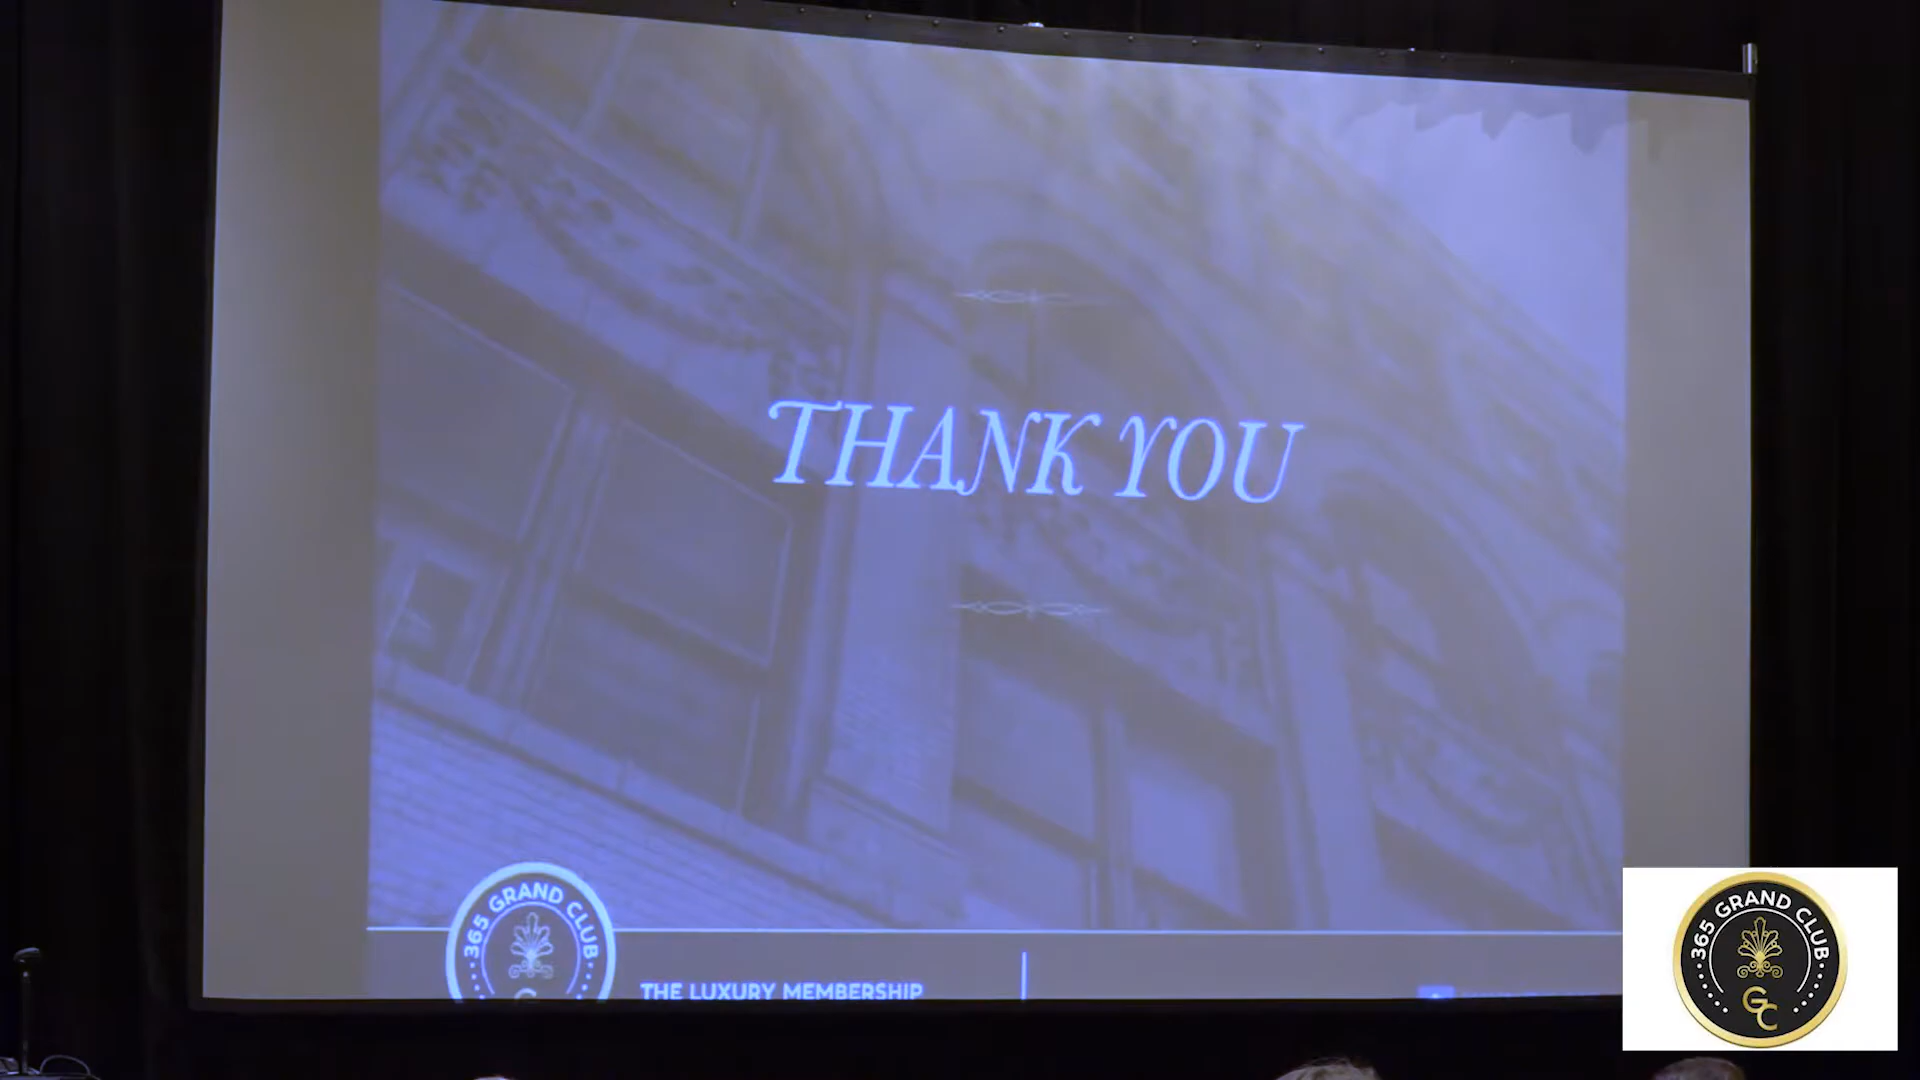 THANK YOU
365 GRAND CLUB
THE LUXURY MEMBERSHIP
365 GRAND CLUB
GC